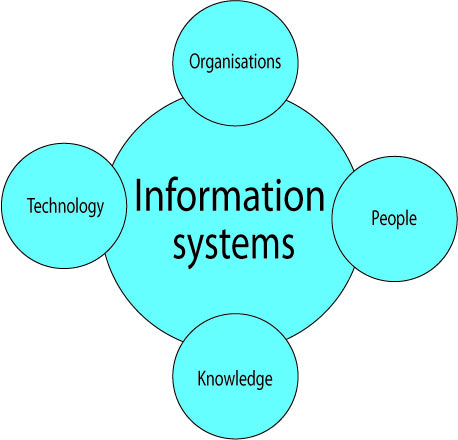 Organisations
Technology
Information
systems
People
Knowledge